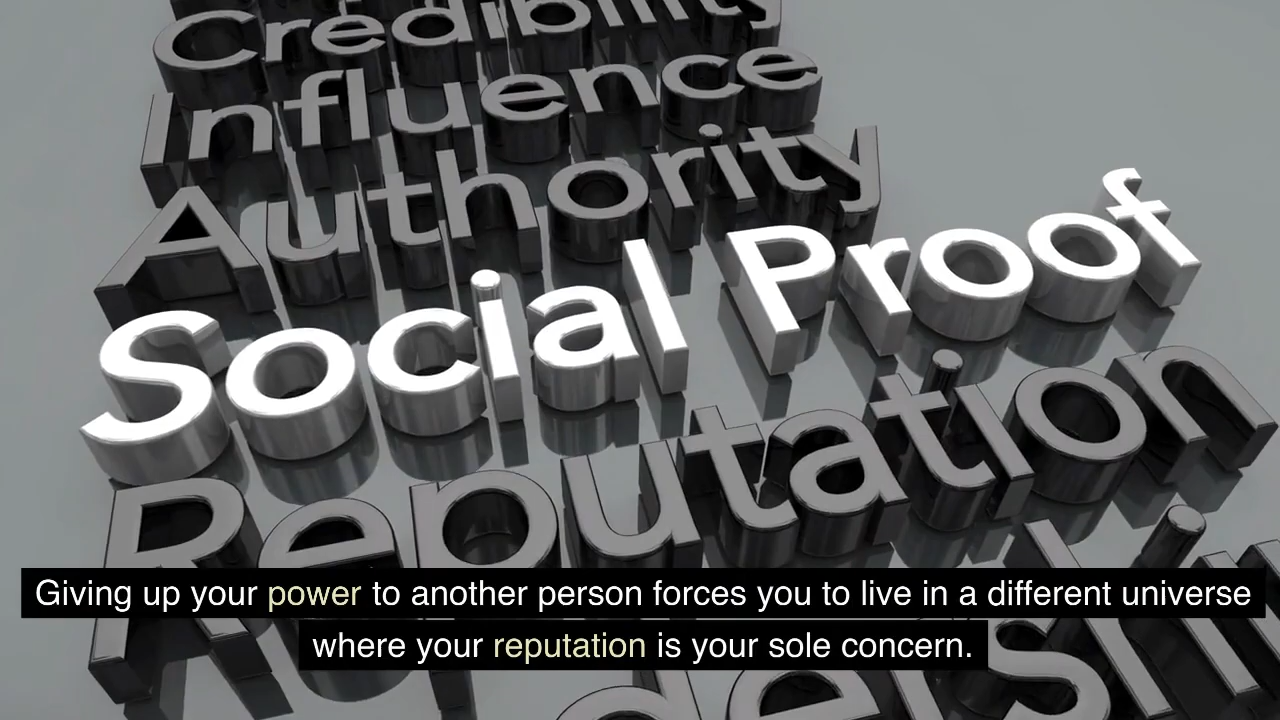 Credibility
Influence
Authority
Social Proof
Reputation
Giving up your power to another person forces you to live in a different universe
where your reputation is your sole concern.